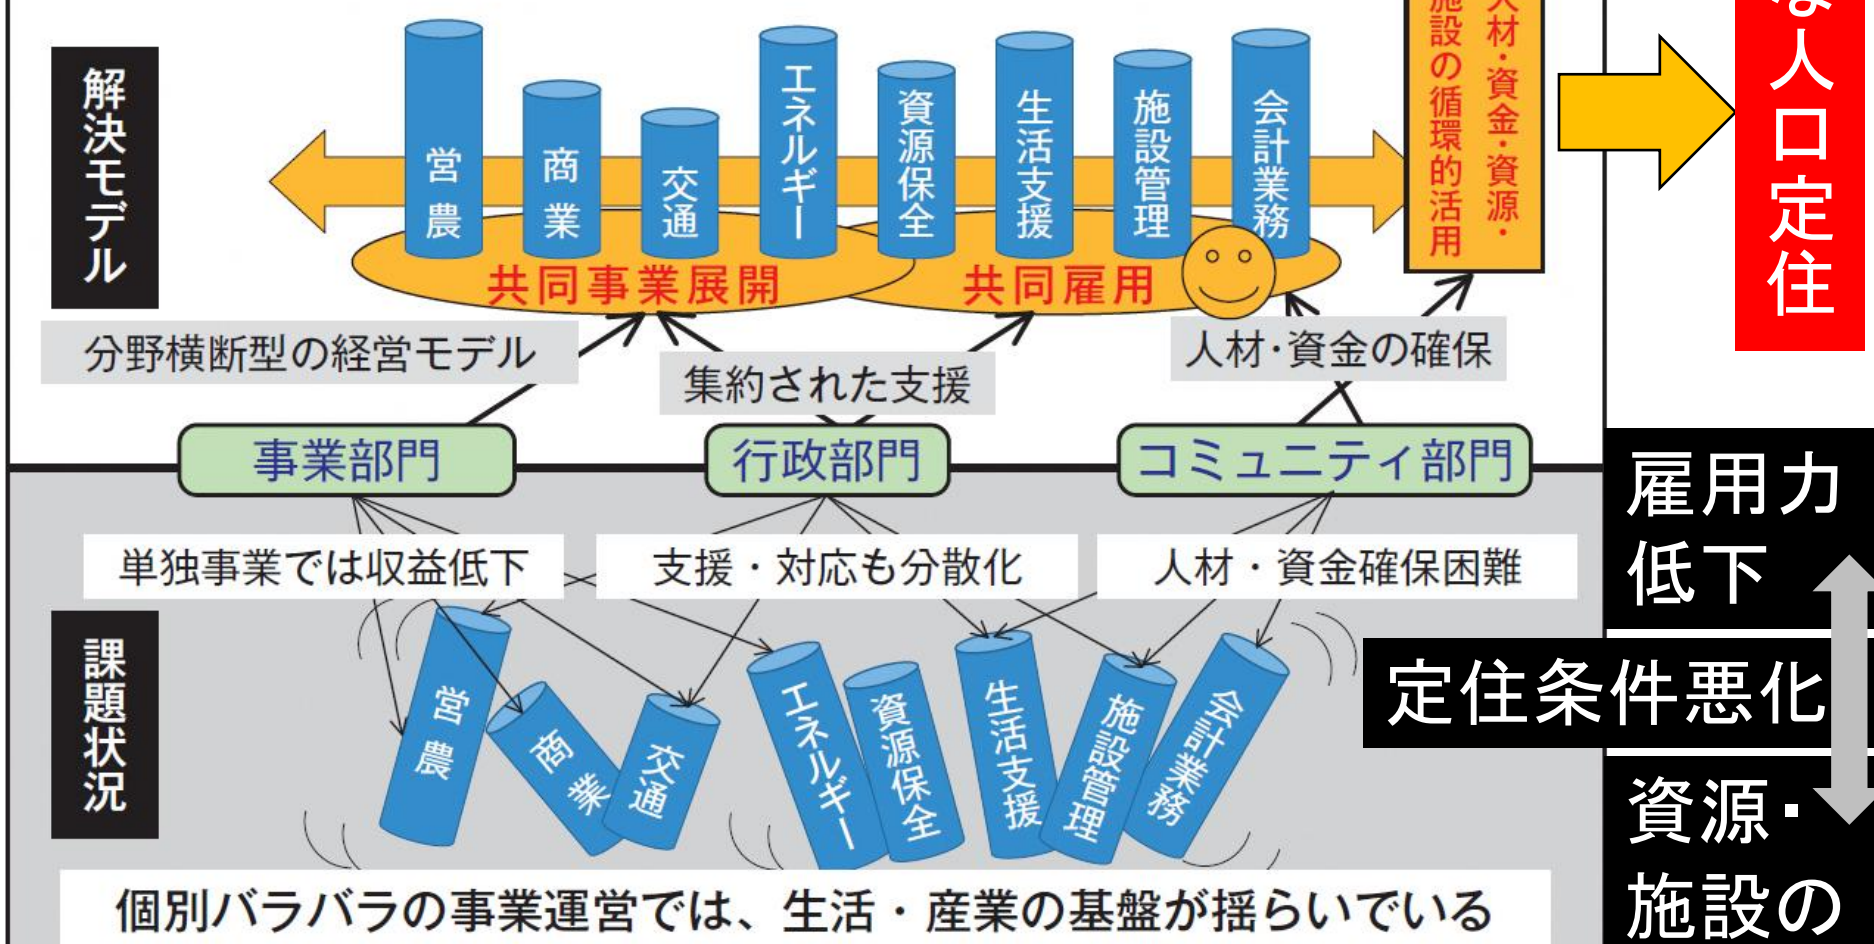 解決モデル
営農
商業
交通
エネルギー
資源保全
生活支援
施設管理
会計業務
人材・資金・資源・
施設の循環的活用
な人口定住
共同事業展開
共同雇用
分野横断型の経営モデル
集約された支援
人材・資金の確保
事業部門
行政部門
コミュニティ部門
雇用力
低下
単独事業では収益低下
支援・対応も分散化
人材・資金確保困難
課題状況
営農
商業
交通
エネルギー
資源保全
生活支援
施設管理
会計業務
定住条件悪化
資源・
施設の
個別バラバラの事業運営では、生活・産業の基盤が揺らいでいる